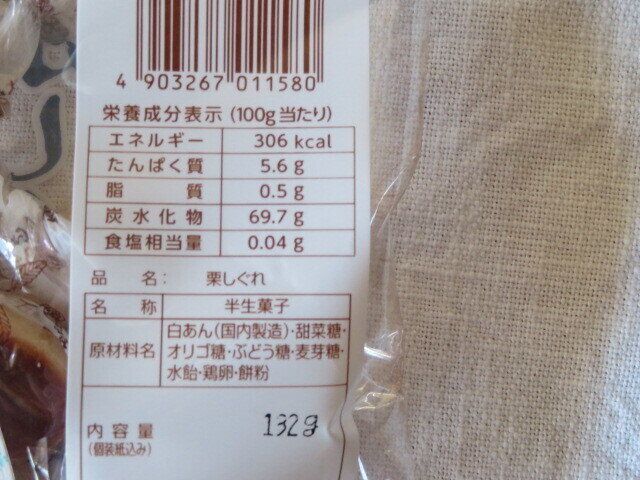 4 903267 011580
栄養成分表示 (100g当たり)
エネルギー 306 kcal
たんぱく質 5.6 g
脂質 0.5 g
炭水化物 69.7 g
食塩相当量 0.04 g
品名: 栗しぐれ
名称 半生菓子
原材料名 白あん(国内製造)・甜菜糖・
オリゴ糖・ぶどう糖・麦芽糖・
水飴・鶏卵・餅粉
内容量 132g
(個装紙込み)